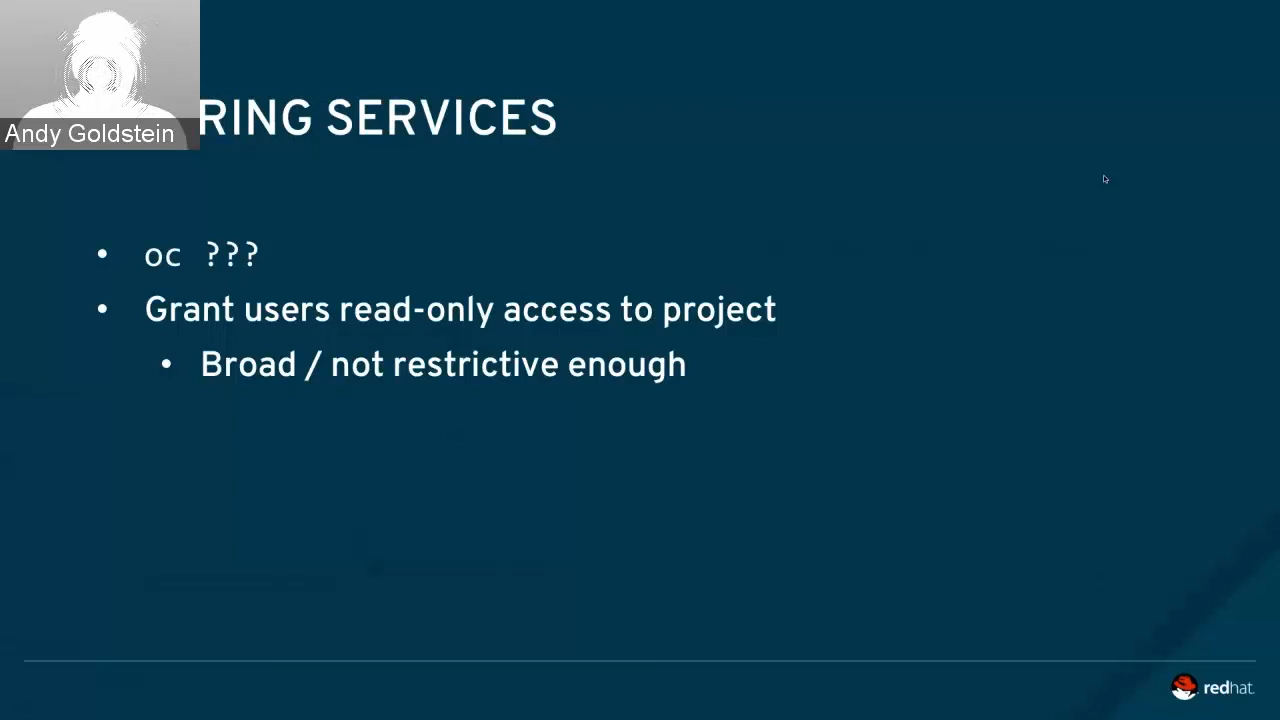 Andy Goldstein
RING SERVICES
• oc ???
• Grant users read-only access to project
• Broad / not restrictive enough
redhat.